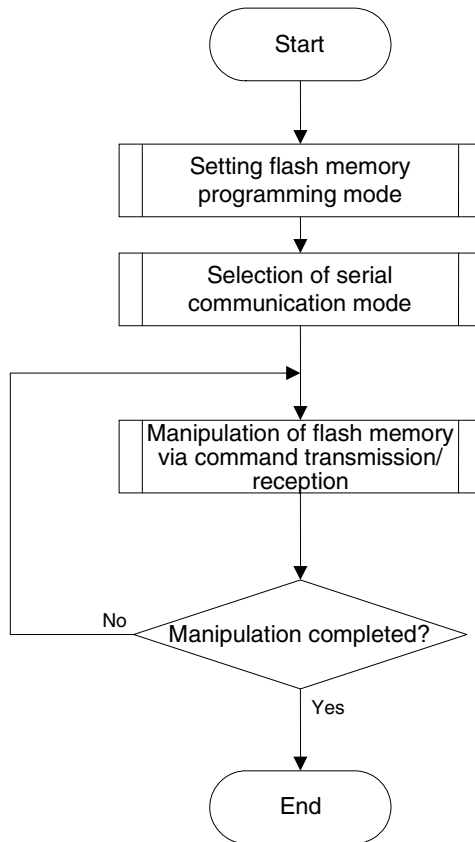 Start
Setting flash memory
programming mode
Selection of serial
communication mode
Manipulation of flash memory
via command transmission/
reception
No
Manipulation completed?
Yes
End